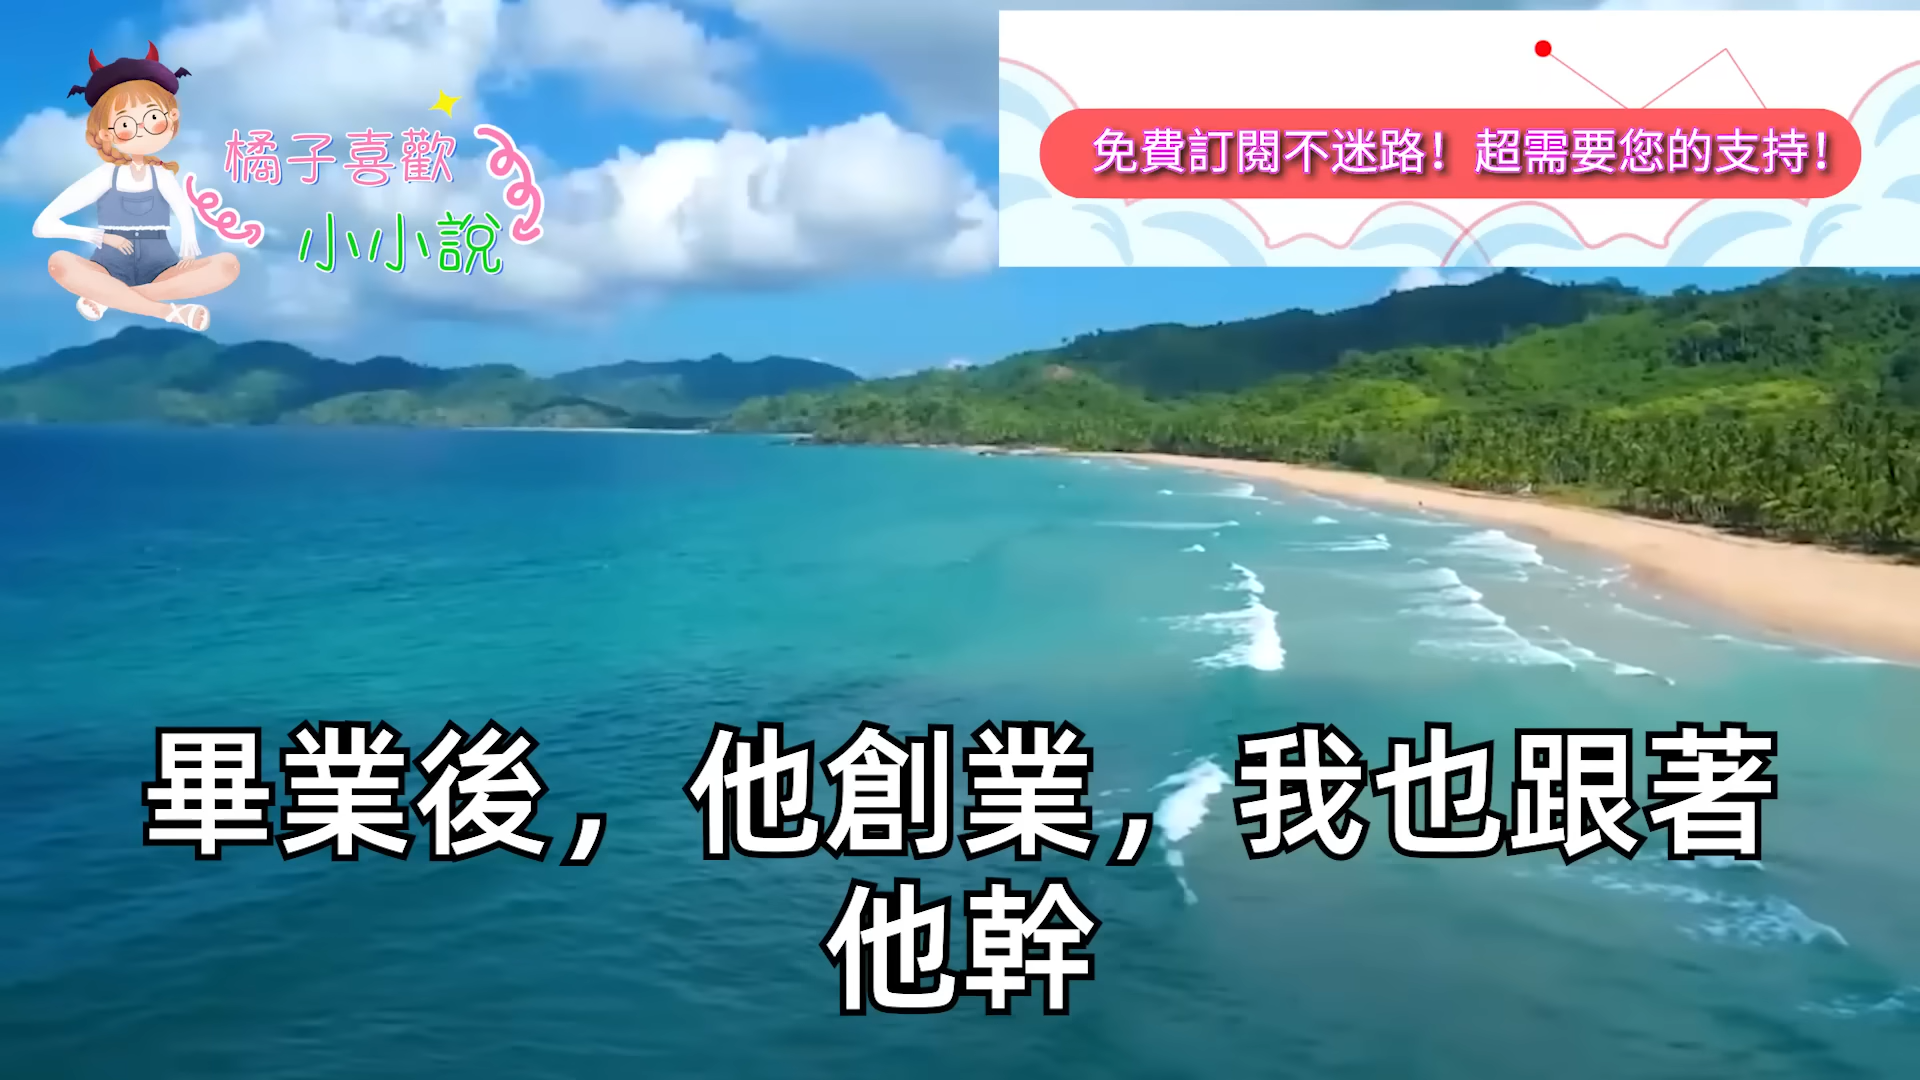 橘子喜歡
小小說
免費訂閱不迷路！超需要您的支持！
畢業後，他創業，我也跟著
他幹